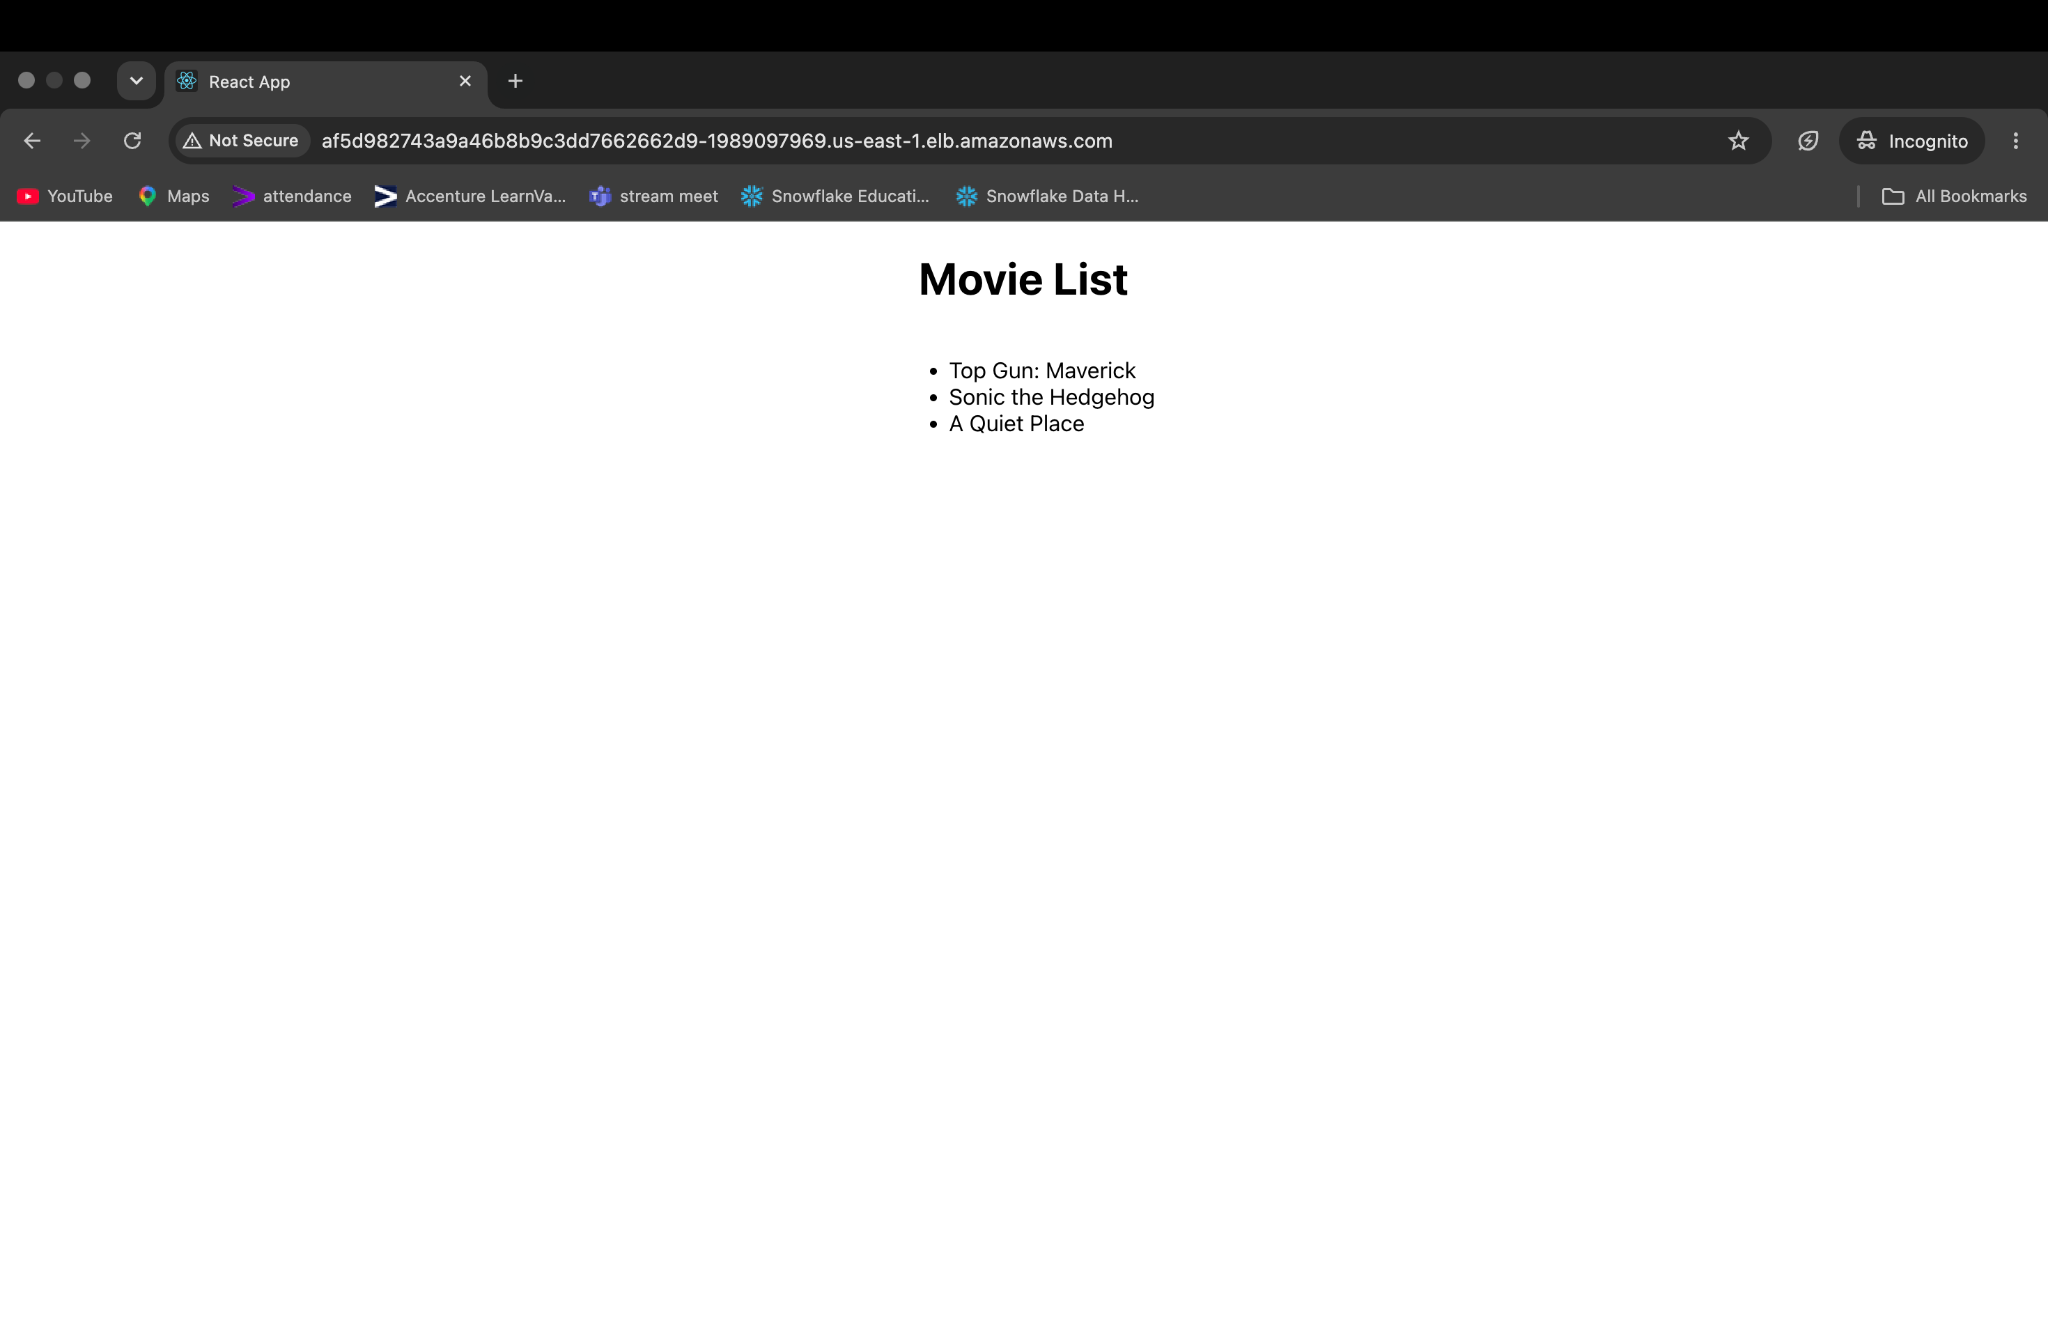 React App
Not Secure af5d982743a9a46b8b9c3dd7662662d9-1989097969.us-east-1.elb.amazonaws.com Incognito
YouTube Maps attendance Accenture LearnVa... stream meet Snowflake Educati... Snowflake Data H... All Bookmarks
Movie List
• Top Gun: Maverick
• Sonic the Hedgehog
• A Quiet Place